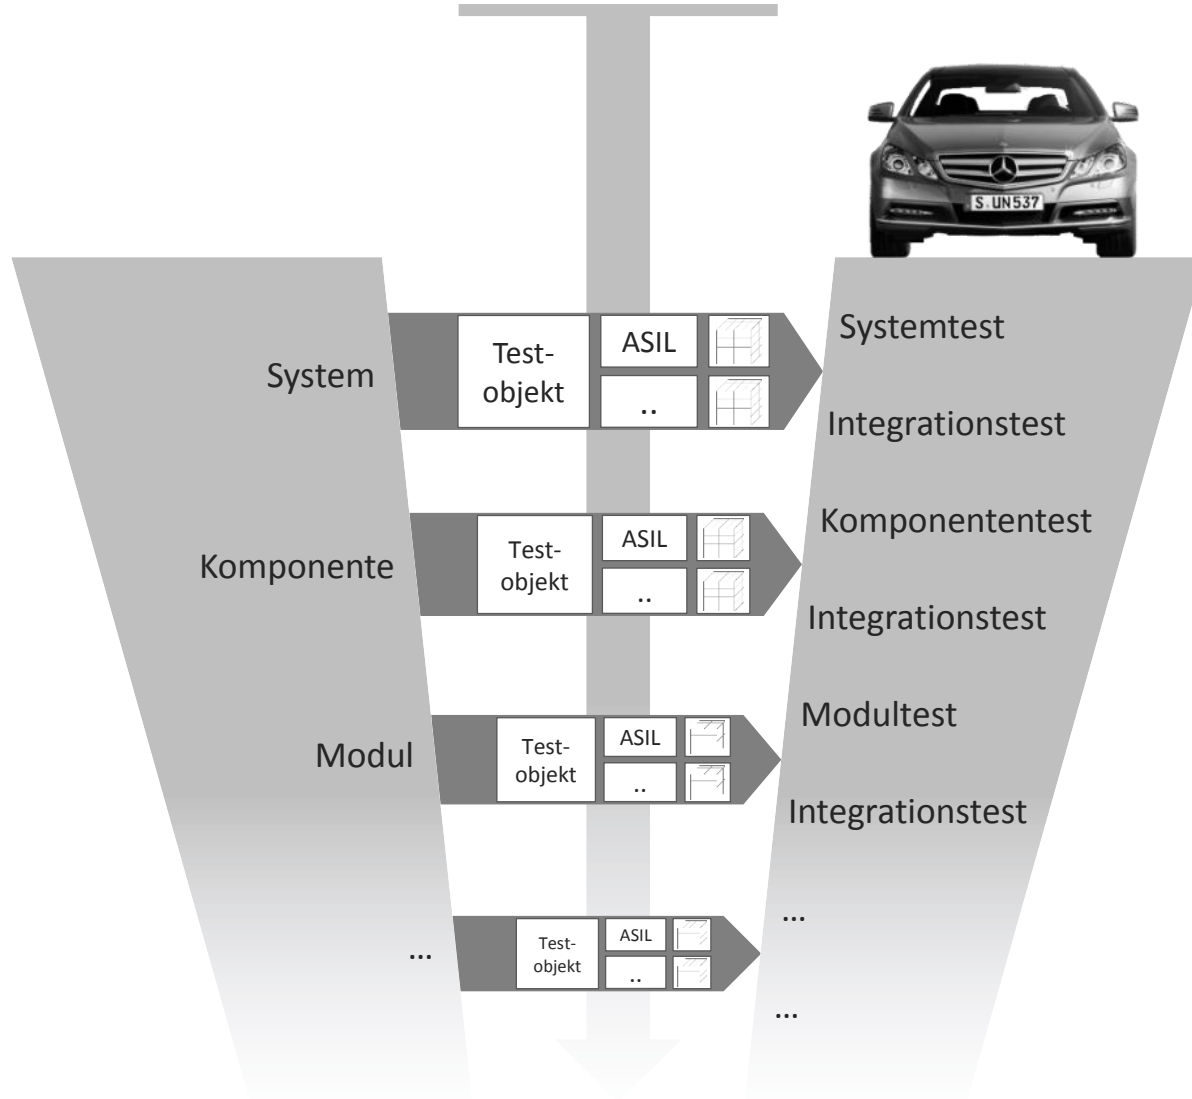 S·UN537
System
Test-
objekt
ASIL
..
Systemtest
Integrationstest
Komponente
Test-
objekt
ASIL
..
Komponententest
Integrationstest
Modul
Test-
objekt
ASIL
..
Modultest
Integrationstest
...
Test-
objekt
ASIL
..
...
...